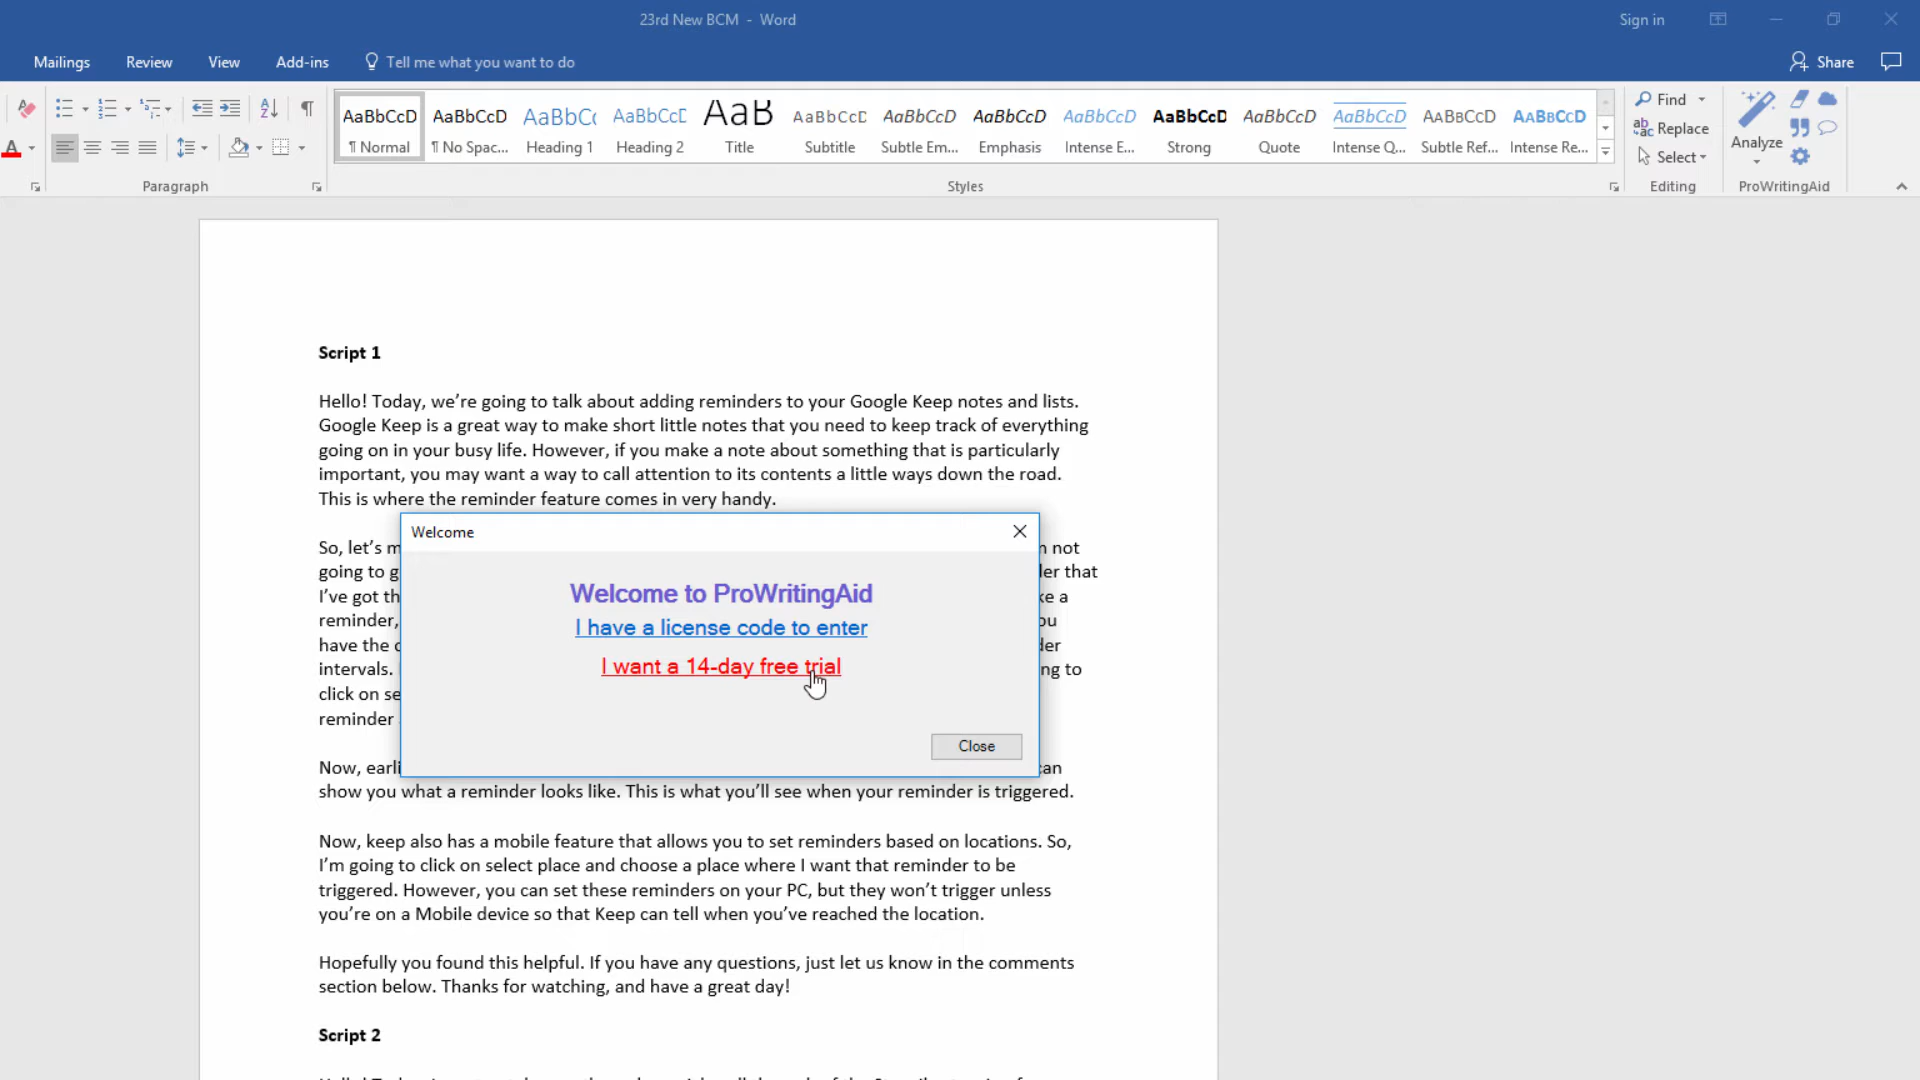 23rd New BCM - Word
Sign in
Mailings Review View Add-ins Tell me what you want to do
Share
AaBbCcD AaBbCcD AaBbC AaBbCcD AaB AaBbCcD AaBbCcD AaBbCcD AaBbCcD AaBbCcD AaBbCcD AaBbCcD AABBCCD AABBCCD
¶ Normal ¶ No Spac... Heading 1 Heading 2 Title Subtitle Subtle Em... Emphasis Intense E... Strong Quote Intense Q... Subtle Ref... Intense Re...
Find
Replace
Select
Analyze
Paragraph Styles Editing ProWritingAid
Script 1
Hello! Today, we’re going to talk about adding reminders to your Google Keep notes and lists.
Google Keep is a great way to make short little notes that you need to keep track of everything
going on in your busy life. However, if you make a note about something that is particularly
important, you may want a way to call attention to its contents a little ways down the road.
This is where the reminder feature comes in very handy.
So, let’s not
going to that
I’ve got a
reminder,
have the
intervals. to
click on
reminder
Welcome
Welcome to ProWritingAid
I have a license code to enter
I want a 14-day free trial
Close
Now, can
show you what a reminder looks like. This is what you’ll see when your reminder is triggered.
Now, keep also has a mobile feature that allows you to set reminders based on locations. So,
I’m going to click on select place and choose a place where I want that reminder to be
triggered. However, you can set these reminders on your PC, but they won’t trigger unless
you’re on a Mobile device so that Keep can tell when you’ve reached the location.
Hopefully you found this helpful. If you have any questions, just let us know in the comments
section below. Thanks for watching, and have a great day!
Script 2